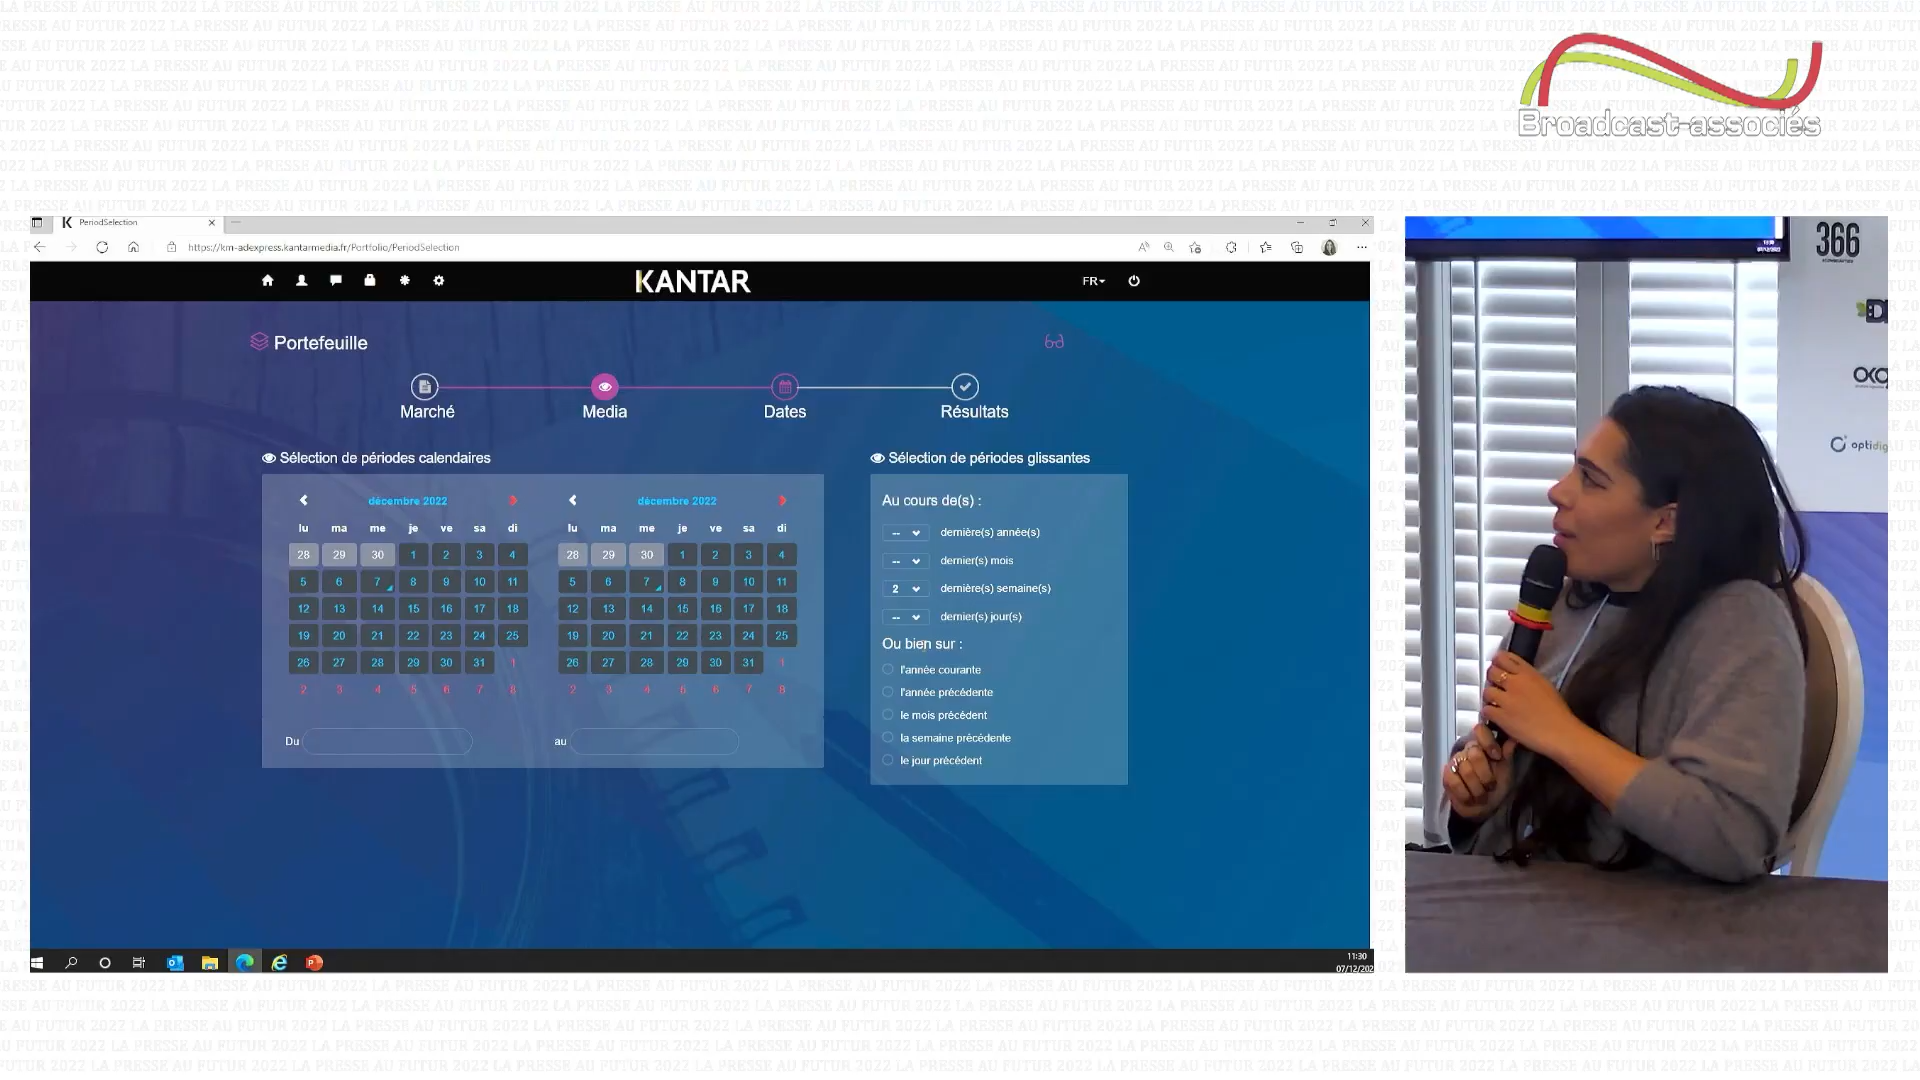 LA PRESSE AU FUTUR 2022
Broadcast-associés
PeriodSelection
https://km-adexpress.kantarmedia.fr/Portfolio/PeriodSelection
KANTAR
FR
Portefeuille
Marché
Media
Dates
Résultats
Sélection de périodes calendaires
décembre 2022
lu ma me je ve sa di
28 29 30 1 2 3 4
5 6 7 8 9 10 11
12 13 14 15 16 17 18
19 20 21 22 23 24 25
26 27 28 29 30 31 1
2 3 4 5 6 7 8
Du
décembre 2022
lu ma me je ve sa di
28 29 30 1 2 3 4
5 6 7 8 9 10 11
12 13 14 15 16 17 18
19 20 21 22 23 24 25
26 27 28 29 30 31 1
2 3 4 5 6 7 8
au
Sélection de périodes glissantes
Au cours de(s) :
-- dernière(s) année(s)
-- dernier(s) mois
2 dernière(s) semaine(s)
-- dernier(s) jour(s)
Ou bien sur :
l'année courante
l'année précédente
le mois précédent
la semaine précédente
le jour précédent
11:30
07/12/202
366
optidig